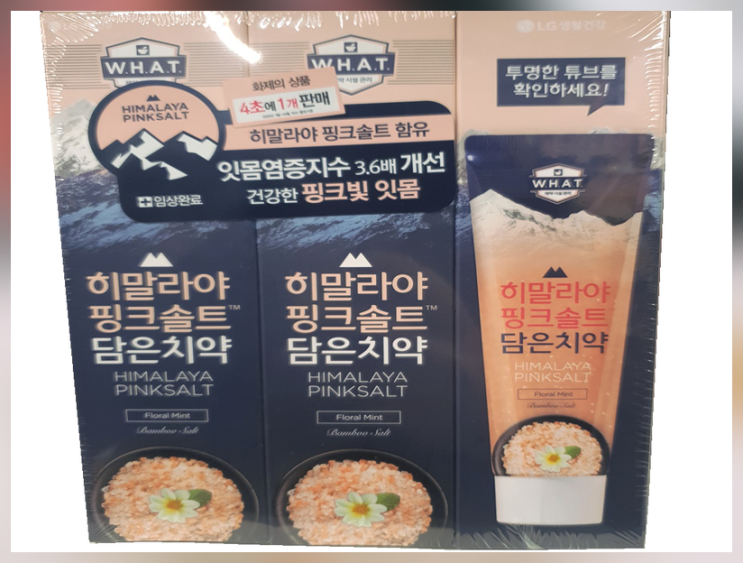 LG 생활건강
W.H.A.T.
W.H.A.T.
HIMALAYA
PINKSALT
화제의 상품
4초에 1개 판매
히말라야 핑크솔트 함유
잇몸염증지수 3.6배 개선
건강한 핑크빛 잇몸
임상완료
투명한 튜브를
확인하세요!
히말라야
핑크솔트™
담은치약
HIMALAYA
PINKSALT
Floral Mint
Bamboo Salt
히말라야
핑크솔트™
담은치약
HIMALAYA
PINKSALT
Floral Mint
Bamboo Salt
W.H.A.T.
히말라야
핑크솔트
담은치약
HIMALAYA
PINKSALT
Floral Mint
Bamboo Salt